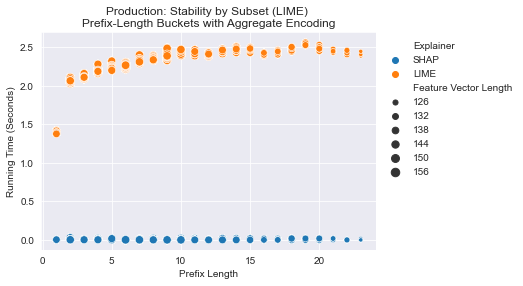 Production: Stability by Subset (LIME)
Prefix-Length Buckets with Aggregate Encoding
2.5
2.0
1.5
1.0
0.5
0.0
Running Time (Seconds)
0
5
10
15
20
Prefix Length
Explainer
SHAP
LIME
Feature Vector Length
126
132
138
144
150
156